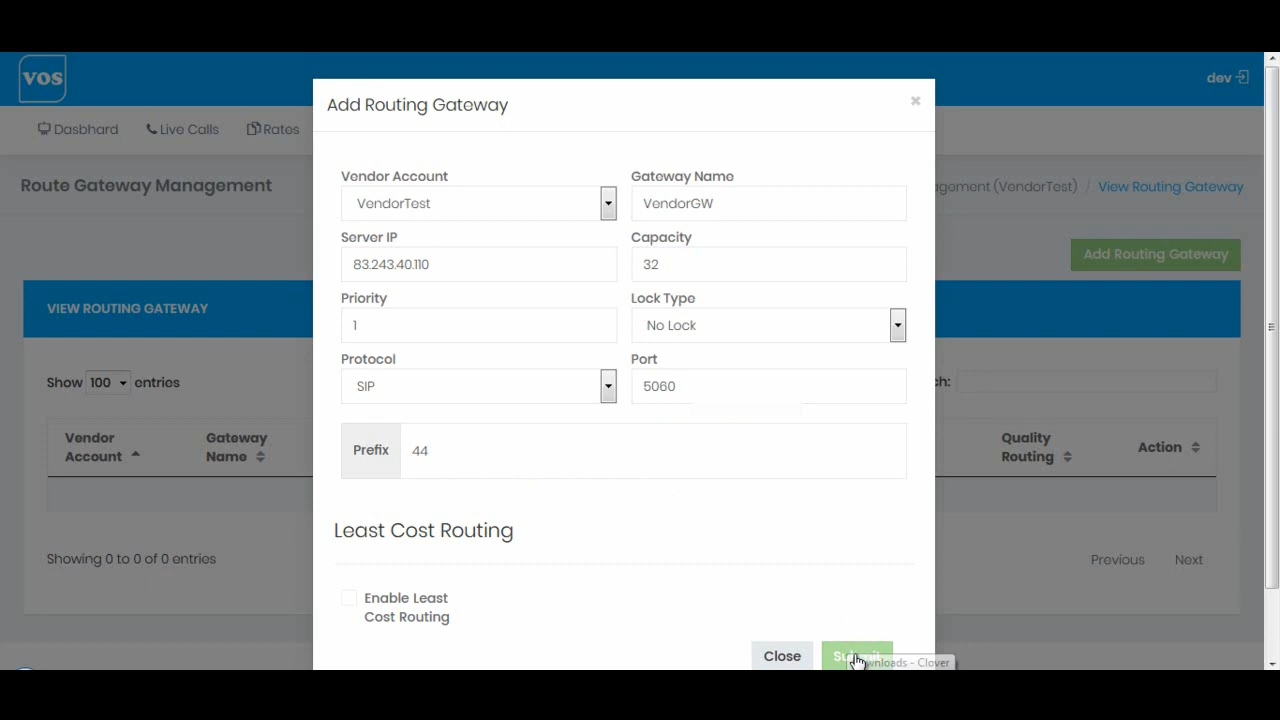 vos
dev
Dasbhard
Live Calls
Rates
Route Gateway Management
agement (VendorTest) / View Routing Gateway
Add Routing Gateway
VIEW ROUTING GATEWAY
Show 100 entries
ch:
Vendor Account
Gateway Name
Quality Routing
Action
Showing 0 to 0 of 0 entries
Previous
Next
Add Routing Gateway
×
Vendor Account
Gateway Name
VendorTest
VendorGW
Server IP
Capacity
83.243.40.110
32
Priority
Lock Type
1
No Lock
Protocol
Port
SIP
5060
Prefix
44
Least Cost Routing
Enable Least
Cost Routing
Close
Submit
wnloads - Clover